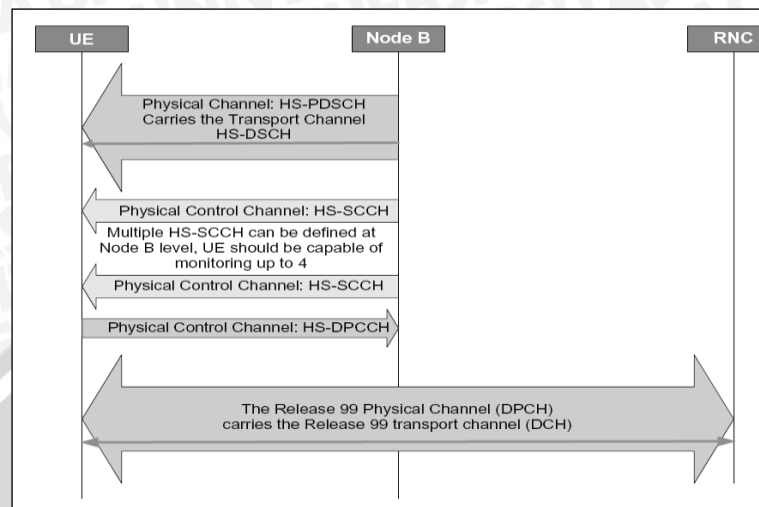 UE
Node B
RNC
Physical Channel: HS-PDSCH
Carries the Transport Channel
HS-DSCH
Physical Control Channel: HS-SCCH
Multiple HS-SCCH can be defined at
Node B level, UE should be capable of
monitoring up to 4
Physical Control Channel: HS-SCCH
Physical Control Channel: HS-DPCCH
The Release 99 Physical Channel (DPCH)
carries the Release 99 transport channel (DCH)